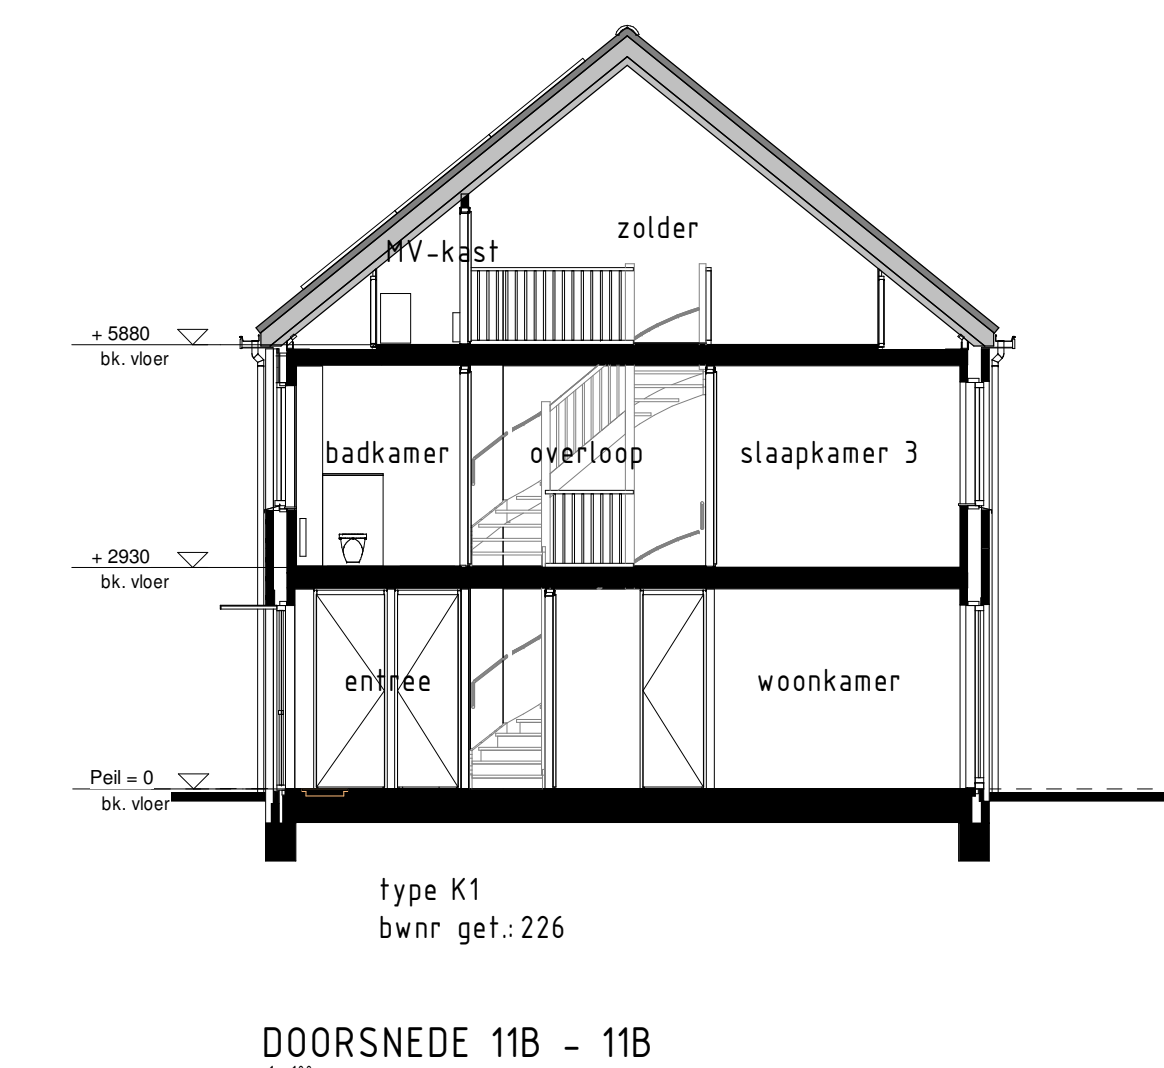 zolder
MV-kast
+ 5880
bk. vloer
badkamer
overloop
slaapkamer 3
+ 2930
bk. vloer
entree
woonkamer
Peil = 0
bk. vloer
type K1
bwnr get.: 226
DOORSNEDE 11B - 11B